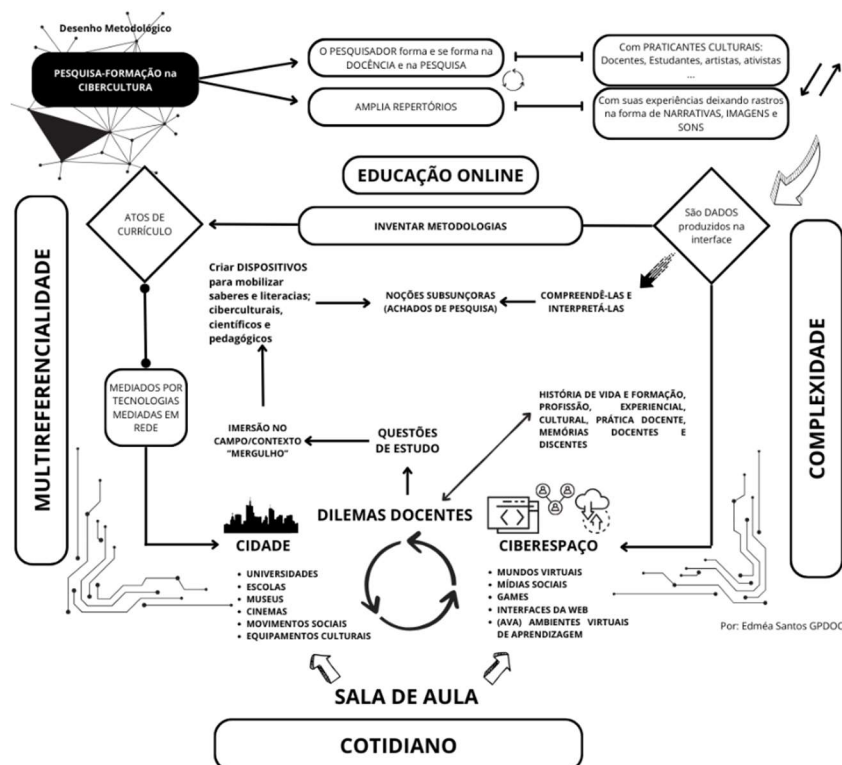 Desenho Metodológico
PESQUISA-FORMAÇÃO na
CIBERCULTURA
O PESQUISADOR forma e se forma na
DOCÊNCIA e na PESQUISA
Com PRATICANTES CULTURAIS:
Docentes, Estudantes, artistas, ativistas
...
AMPLIA REPERTÓRIOS
Com suas experiências deixando rastros
na forma de NARRATIVAS, IMAGENS e
SONS
EDUCAÇÃO ONLINE
MULTIREFERENCIALIDADE
COMPLEXIDADE
ATOS DE
CURRÍCULO
INVENTAR METODOLOGIAS
São DADOS
produzidos na
interface
Criar DISPOSITIVOS
para mobilizar
saberes e literacias;
ciberculturais,
científicos e
pedagógicos
NOÇÕES SUBSUNÇORAS
(ACHADOS DE PESQUISA)
COMPREENDÊ-LAS E
INTERPRETÁ-LAS
MEDIADOS POR
TECNOLOGIAS
MEDIADAS EM
REDE
IMERSÃO NO
CAMPO/CONTEXTO
"MERGULHO"
QUESTÕES
DE ESTUDO
HISTÓRIA DE VIDA E FORMAÇÃO,
PROFISSÃO, EXPERIENCIAL,
CULTURAL, PRÁTICA DOCENTE,
MEMÓRIAS DOCENTES E
DISCENTES
DILEMAS DOCENTES
CIDADE
• UNIVERSIDADES
• ESCOLAS
• MUSEUS
• CINEMAS
• MOVIMENTOS SOCIAIS
• EQUIPAMENTOS CULTURAIS
CIBERESPAÇO
• MUNDOS VIRTUAIS
• MÍDIAS SOCIAIS
• GAMES
• INTERFACES DA WEB
• (AVA) AMBIENTES VIRTUAIS
DE APRENDIZAGEM
Por: Edméa Santos GPDOC
SALA DE AULA
COTIDIANO